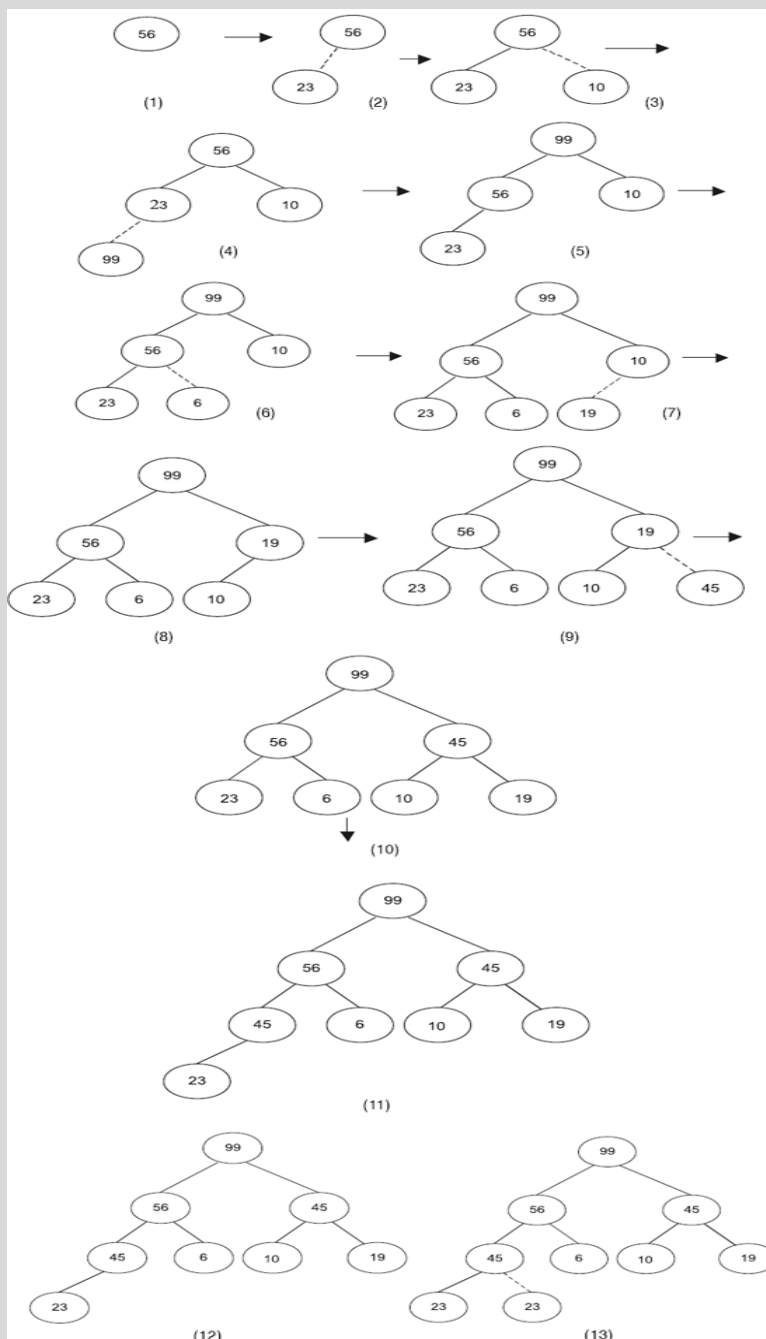 56 56 56
23 23 10
(1) (2) (3)
56 99
23 10 56 10
99 (4) 23 (5)
99 99
56 10 56 10
23 6 (6) 23 6 19 (7)
99 99
56 19 56 19
23 6 10 23 6 10 45
(8) (9)
99
56 45
23 6 10 19
(10)
99
56 45
45 6 10 19
23
(11)
99 99
56 45 56 45
45 6 10 19 45 6 10 19
23 23 23
(12) (13)